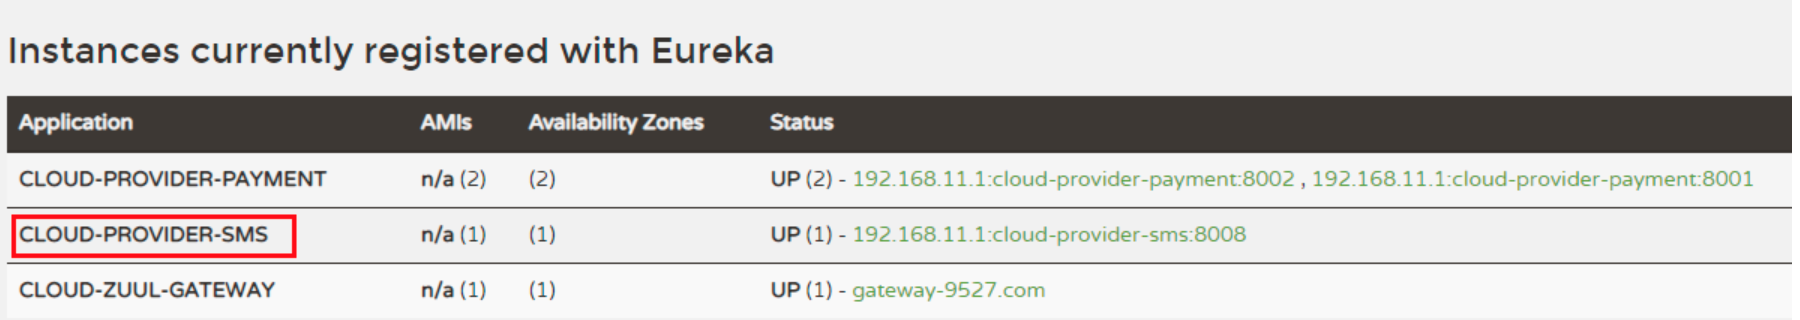 Instances currently registered with Eureka
Application AMIs Availability Zones Status
CLOUD-PROVIDER-PAYMENT n/a (2) (2) UP (2) - 192.168.11.1:cloud-provider-payment:8002 , 192.168.11.1:cloud-provider-payment:8001
CLOUD-PROVIDER-SMS n/a (1) (1) UP (1) - 192.168.11.1:cloud-provider-sms:8008
CLOUD-ZUUL-GATEWAY n/a (1) (1) UP (1) - gateway-9527.com